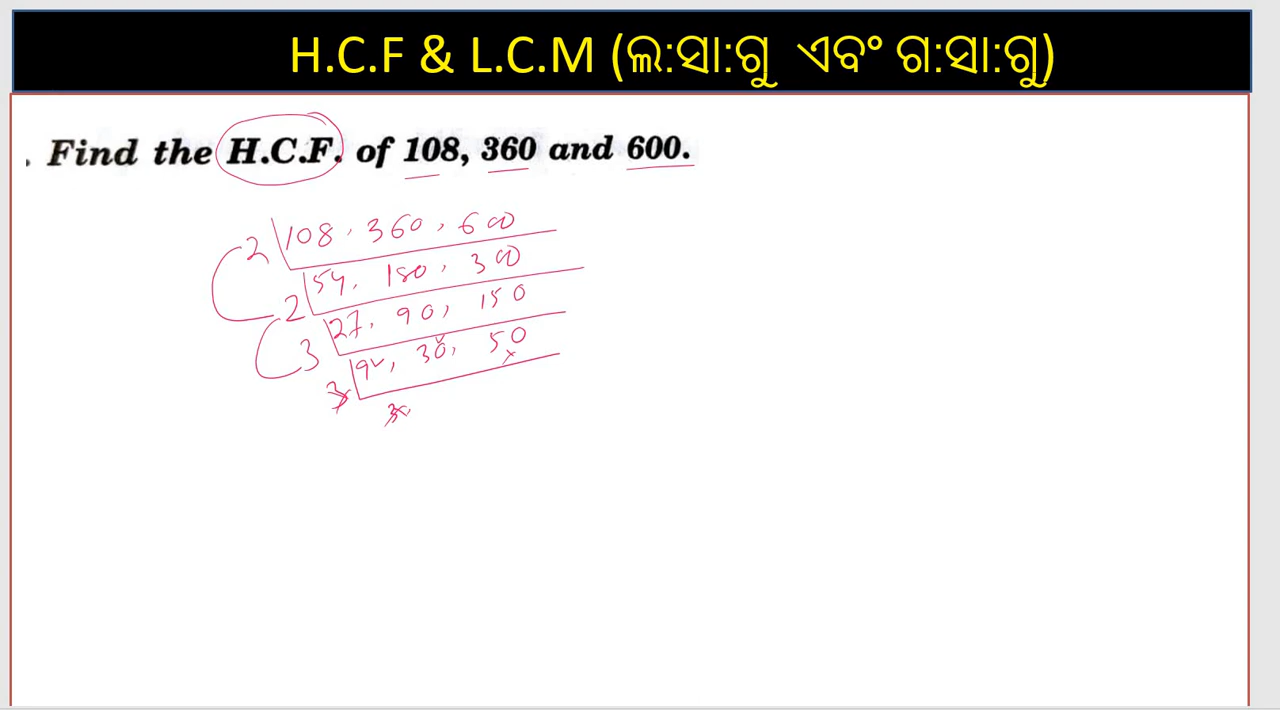 H.C.F & L.C.M (ଲ:ସା:ଗୁ ଏବଂ ଗ:ସା:ଗୁ)
. Find the H.C.F. of 108, 360 and 600.
2 108, 360, 600
2 54, 180, 300
3 27, 90, 150
3 9, 30, 50
3